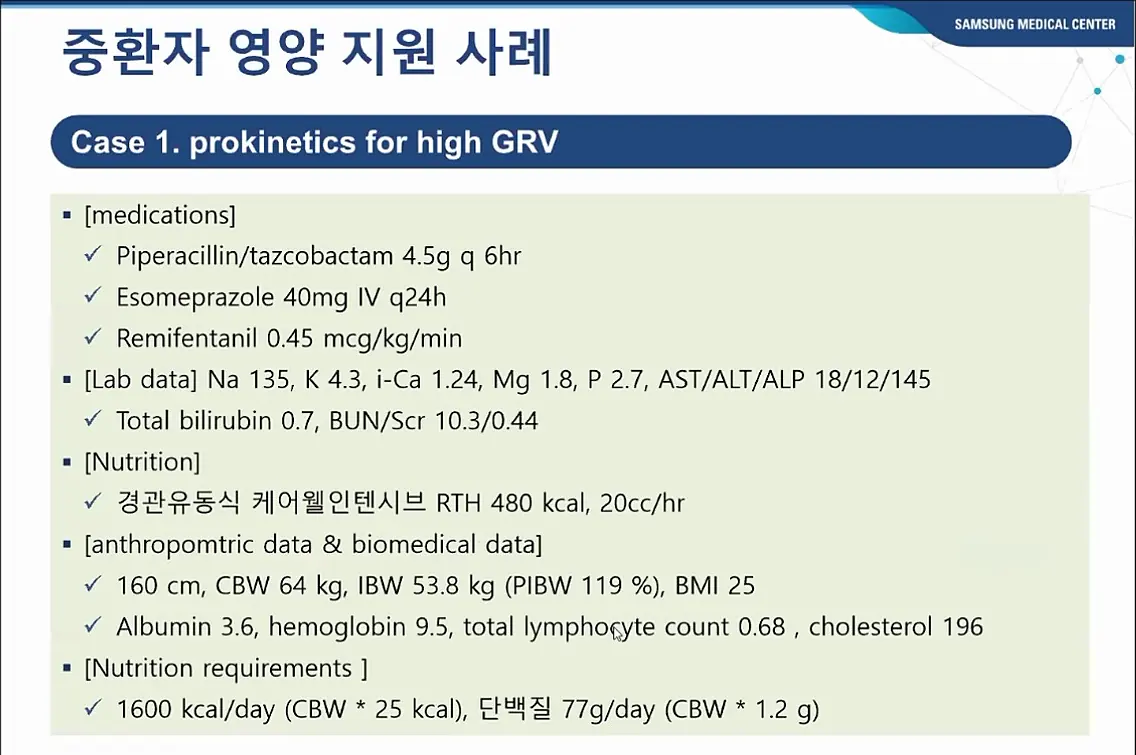 SAMSUNG MEDICAL CENTER
중환자 영양 지원 사례
Case 1. prokinetics for high GRV
▪ [medications]
✓ Piperacillin/tazcobactam 4.5g q 6hr
✓ Esomeprazole 40mg IV q24h
✓ Remifentanil 0.45 mcg/kg/min
▪ [Lab data] Na 135, K 4.3, i-Ca 1.24, Mg 1.8, P 2.7, AST/ALT/ALP 18/12/145
✓ Total bilirubin 0.7, BUN/Scr 10.3/0.44
▪ [Nutrition]
✓ 경관유동식 케어웰인텐시브 RTH 480 kcal, 20cc/hr
▪ [anthropomtric data & biomedical data]
✓ 160 cm, CBW 64 kg, IBW 53.8 kg (PIBW 119 %), BMI 25
✓ Albumin 3.6, hemoglobin 9.5, total lymphocyte count 0.68 , cholesterol 196
▪ [Nutrition requirements ]
✓ 1600 kcal/day (CBW * 25 kcal), 단백질 77g/day (CBW * 1.2 g)